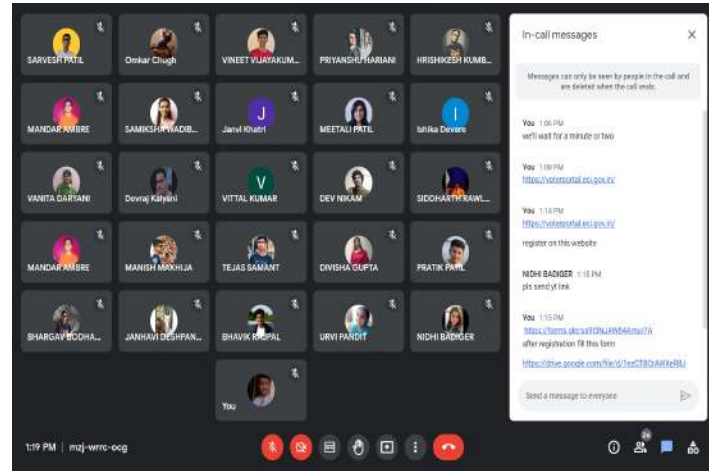 SARVESH PATIL
Omkar Chugh
VINEET VIJAYAKUM...
PRIYANSHU HARIANI
HRISHIKESH KUMB...
MANDAR AMBRE
SAMIKSHA WADIB...
J
Janvi Khatri
MEETALI PATIL
I
Ishika Devare
VANITA DARYANI
Devraj Kalyani
V
VITTAL KUMAR
DEV NIKAM
SIDDHARTH RAWL...
MANDAR AMBRE
MANISH MAKHIJA
TEJAS SAMANT
DIVISHA GUPTA
PRATIK PATIL
BHARGAV BODHA...
JANHAVI DESHPAN...
BHAVIK RIJPAL
URVI PANDIT
NIDHI BADIGER
You
1:19 PM | mzj-wrrc-ocg
In-call messages
Messages can only be seen by people in the call and
are deleted when the call ends.
You 1:06 PM
we'll wait for a minute or two
You 1:08 PM
https://voterportal.eci.gov.in/
You 1:14 PM
https://voterportal.eci.gov.in/
register on this website
NIDHI BADIGER 1:15 PM
pls send yt link
You 1:15 PM
after registration fill this form
Send a message to everyone